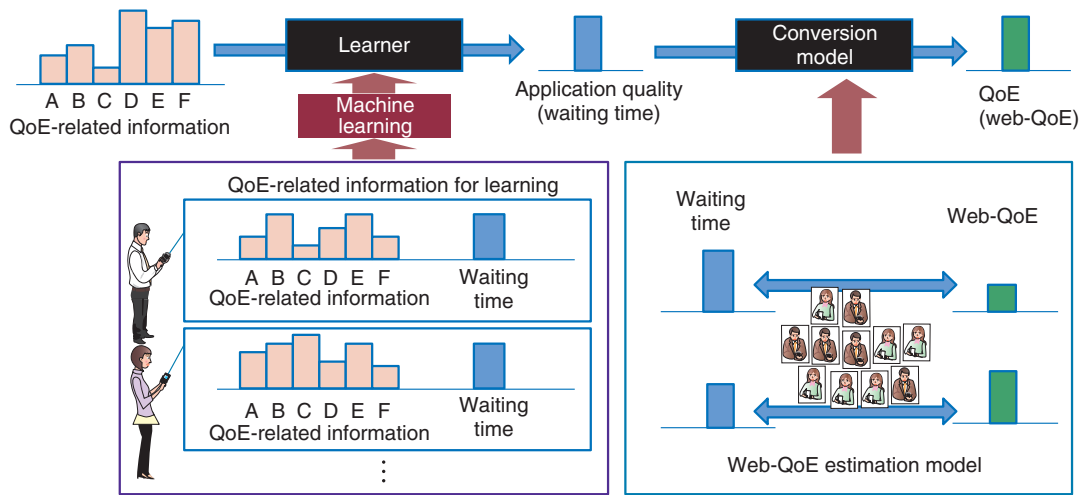 Learner
Conversion
model
A B C D E F
QoE-related information
Application quality
(waiting time)
QoE
(web-QoE)
Machine
learning
QoE-related information for learning
A B C D E F
QoE-related information
Waiting
time
A B C D E F
QoE-related information
Waiting
time
⋮
Waiting
time
Web-QoE
Web-QoE estimation model